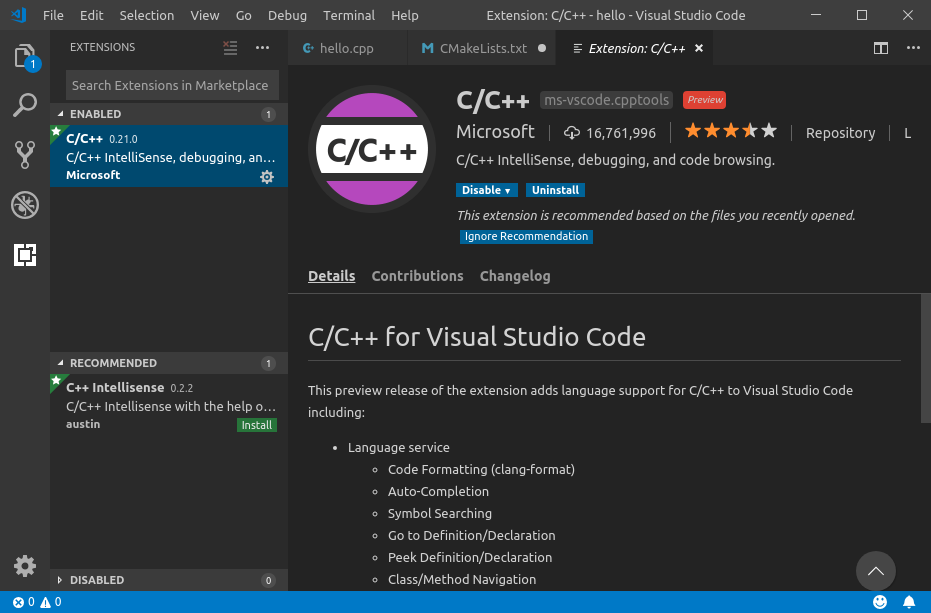 File Edit Selection View Go Debug Terminal Help Extension: C/C++ - hello - Visual Studio Code
1
EXTENSIONS
Search Extensions in Marketplace
ENABLED 1
C/C++ 0.21.0
C/C++ IntelliSense, debugging, an...
Microsoft
RECOMMENDED 1
C++ Intellisense 0.2.2
C/C++ Intellisense with the help o...
austin Install
DISABLED 0
hello.cpp CMakeLists.txt Extension: C/C++
C/C++
C/C++ ms-vscode.cpptools Preview
Microsoft 16,761,996 Repository L
C/C++ IntelliSense, debugging, and code browsing.
Disable Uninstall
This extension is recommended based on the files you recently opened.
Ignore Recommendation
Details Contributions Changelog
C/C++ for Visual Studio Code
This preview release of the extension adds language support for C/C++ to Visual Studio Code
including:
• Language service
◦ Code Formatting (clang-format)
◦ Auto-Completion
◦ Symbol Searching
◦ Go to Definition/Declaration
◦ Peek Definition/Declaration
◦ Class/Method Navigation
0 0